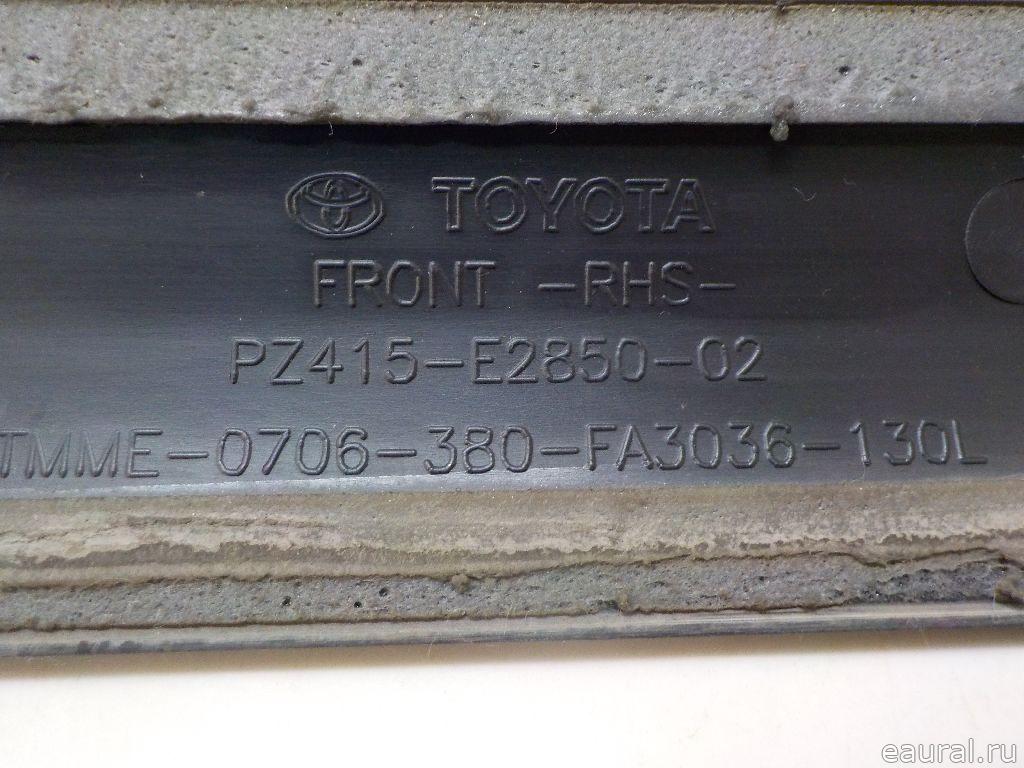 TOYOTA
FRONT -RHS-
PZ415-E2850-02
TMME-0706-380-FA3036-130L
eaural.ru